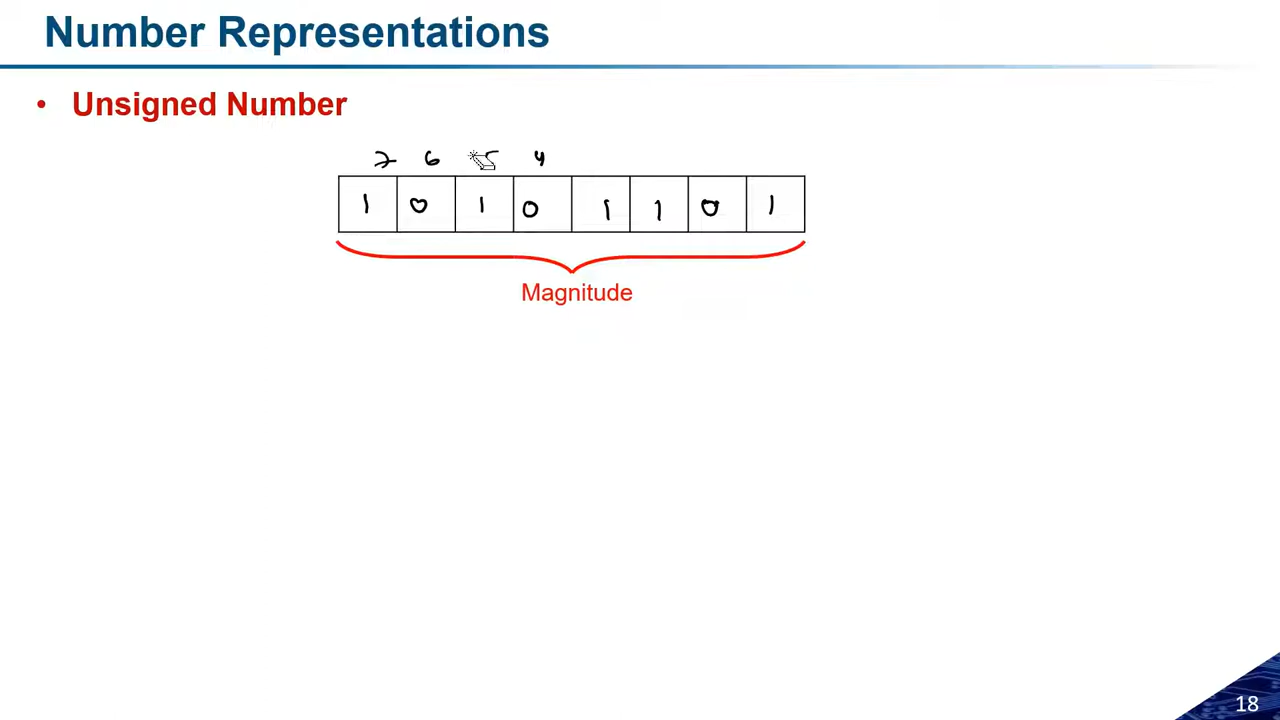 Number Representations
• Unsigned Number
7 6 5 4
1 0 1 0 1 1 0 1
Magnitude
18